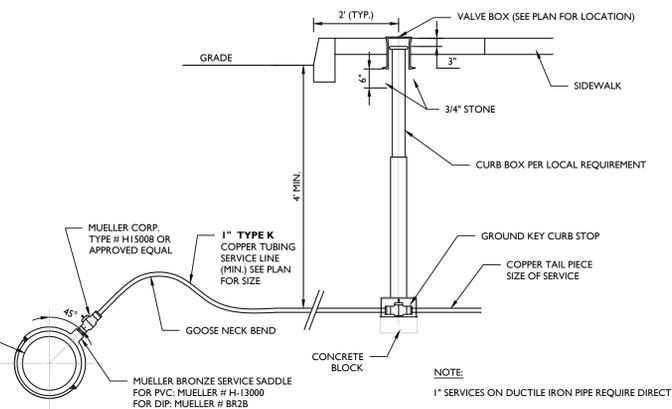 2' (TYP.)
VALVE BOX (SEE PLAN FOR LOCATION)
GRADE
3"
6"
SIDEWALK
3/4" STONE
CURB BOX PER LOCAL REQUIREMENT
4' MIN.
MUELLER CORP.
TYPE # H15008 OR
APPROVED EQUAL
1" TYPE K
COPPER TUBING
SERVICE LINE
(MIN.) SEE PLAN
FOR SIZE
GROUND KEY CURB STOP
COPPER TAIL PIECE
SIZE OF SERVICE
45°
GOOSE NECK BEND
CONCRETE
BLOCK
MUELLER BRONZE SERVICE SADDLE
FOR PVC: MUELLER # H-13000
FOR DIP: MUELLER # BR2B
NOTE:
1" SERVICES ON DUCTILE IRON PIPE REQUIRE DIRECT